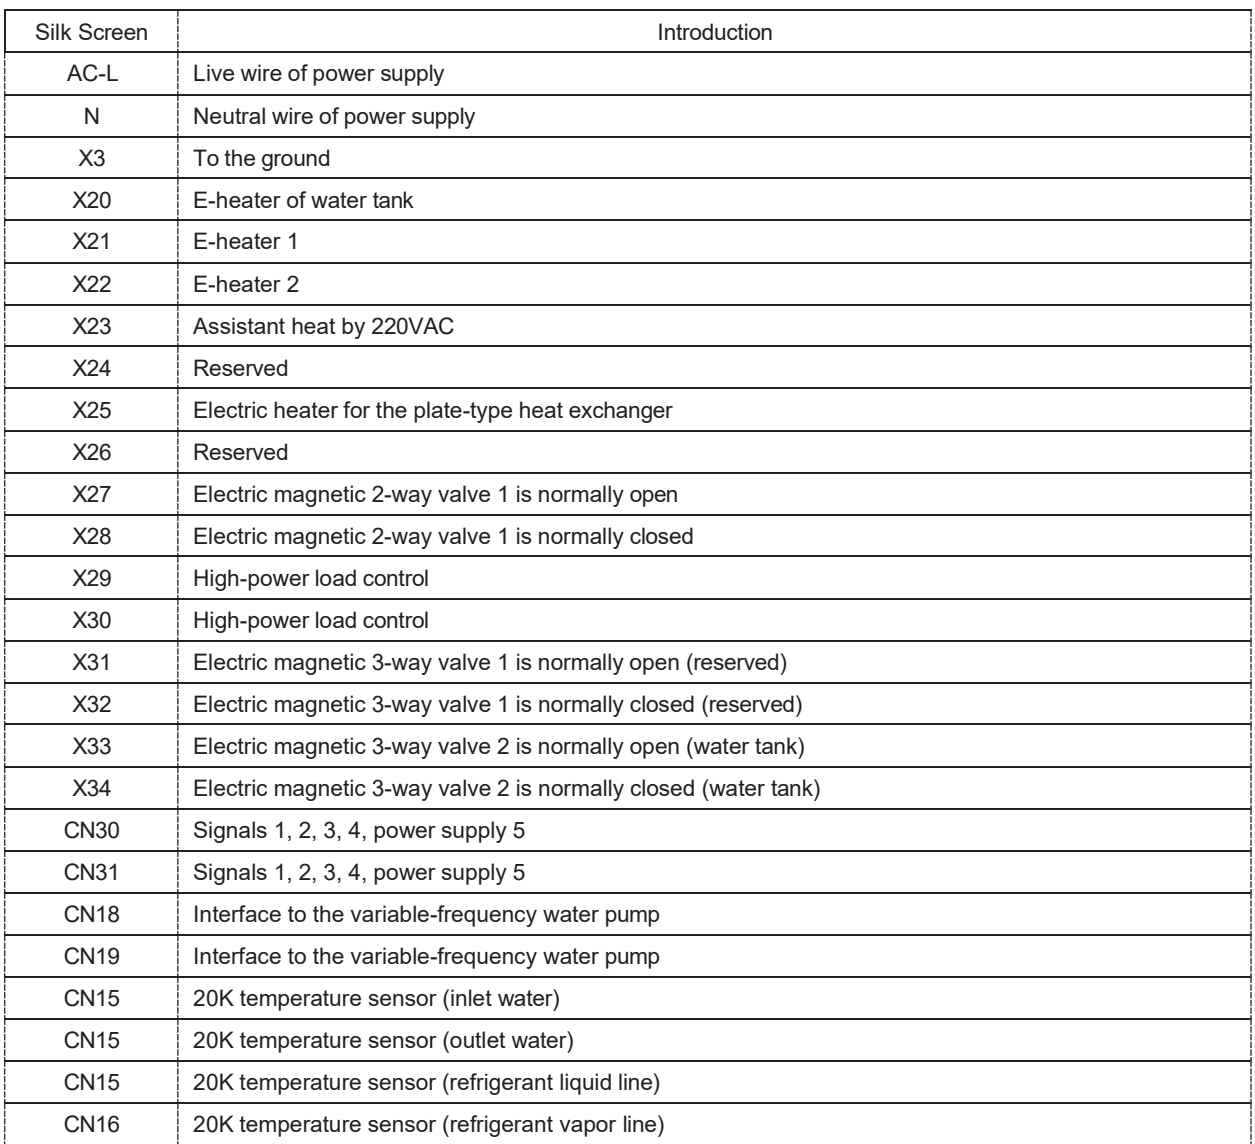 Silk Screen Introduction
AC-L Live wire of power supply
N Neutral wire of power supply
X3 To the ground
X20 E-heater of water tank
X21 E-heater 1
X22 E-heater 2
X23 Assistant heat by 220VAC
X24 Reserved
X25 Electric heater for the plate-type heat exchanger
X26 Reserved
X27 Electric magnetic 2-way valve 1 is normally open
X28 Electric magnetic 2-way valve 1 is normally closed
X29 High-power load control
X30 High-power load control
X31 Electric magnetic 3-way valve 1 is normally open (reserved)
X32 Electric magnetic 3-way valve 1 is normally closed (reserved)
X33 Electric magnetic 3-way valve 2 is normally open (water tank)
X34 Electric magnetic 3-way valve 2 is normally closed (water tank)
CN30 Signals 1, 2, 3, 4, power supply 5
CN31 Signals 1, 2, 3, 4, power supply 5
CN18 Interface to the variable-frequency water pump
CN19 Interface to the variable-frequency water pump
CN15 20K temperature sensor (inlet water)
CN15 20K temperature sensor (outlet water)
CN15 20K temperature sensor (refrigerant liquid line)
CN16 20K temperature sensor (refrigerant vapor line)